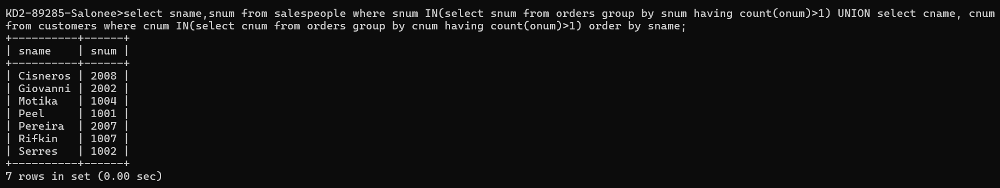 KD2-89285-Salonee>select sname,snum from salespeople where snum IN(select snum from orders group by snum having count(onum)>1) UNION select cname, cnum
from customers where cnum IN(select cnum from orders group by cnum having count(onum)>1) order by sname;
+----------+------+
| sname    | snum |
+----------+------+
| Cisneros | 2008 |
| Giovanni | 2002 |
| Motika   | 1004 |
| Peel     | 1001 |
| Pereira  | 2007 |
| Rifkin   | 1007 |
| Serres   | 1002 |
+----------+------+
7 rows in set (0.00 sec)